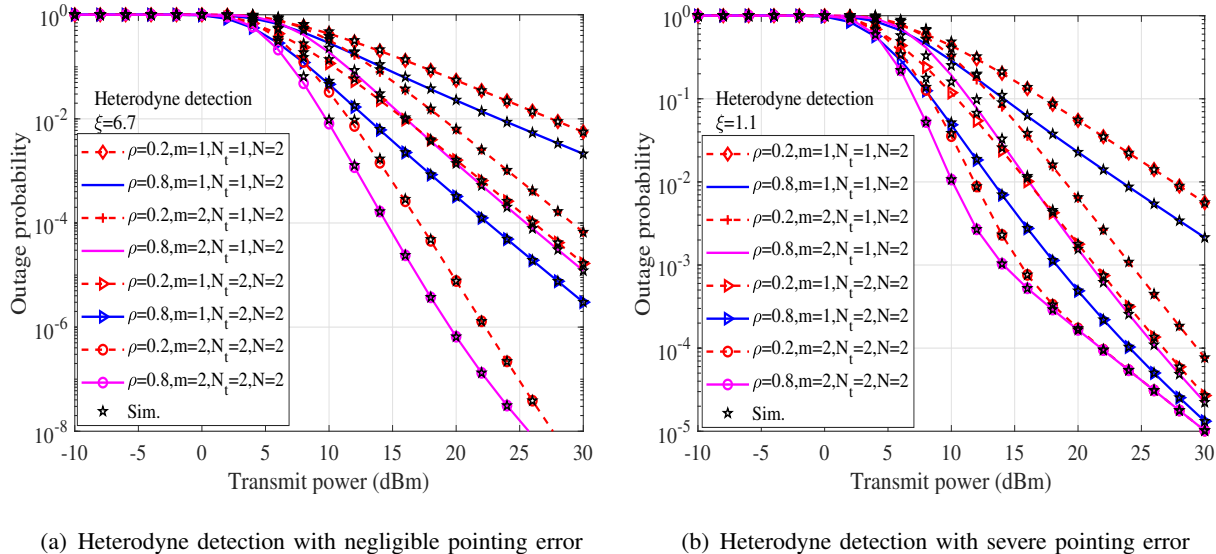 10^0
10^-2
10^-4
10^-6
10^-8
Outage probability
Heterodyne detection
ξ=6.7
ρ=0.2,m=1,N_t=1,N=2
ρ=0.8,m=1,N_t=1,N=2
ρ=0.2,m=2,N_t=1,N=2
ρ=0.8,m=2,N_t=1,N=2
ρ=0.2,m=1,N_t=2,N=2
ρ=0.8,m=1,N_t=2,N=2
ρ=0.2,m=2,N_t=2,N=2
ρ=0.8,m=2,N_t=2,N=2
Sim.
-10 -5 0 5 10 15 20 25 30
Transmit power (dBm)
(a) Heterodyne detection with negligible pointing error
10^0
10^-1
10^-2
10^-3
10^-4
10^-5
Outage probability
Heterodyne detection
ξ=1.1
ρ=0.2,m=1,N_t=1,N=2
ρ=0.8,m=1,N_t=1,N=2
ρ=0.2,m=2,N_t=1,N=2
ρ=0.8,m=2,N_t=1,N=2
ρ=0.2,m=1,N_t=2,N=2
ρ=0.8,m=1,N_t=2,N=2
ρ=0.2,m=2,N_t=2,N=2
ρ=0.8,m=2,N_t=2,N=2
Sim.
-10 -5 0 5 10 15 20 25 30
Transmit power (dBm)
(b) Heterodyne detection with severe pointing error